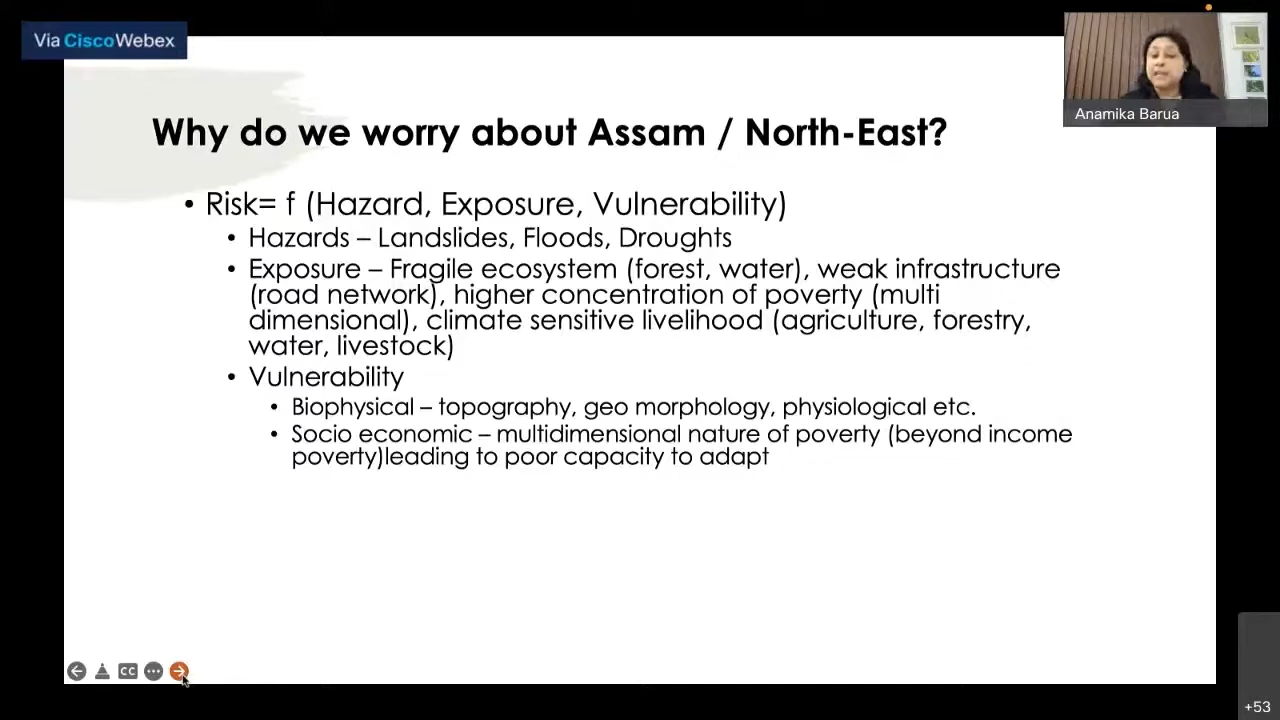 Via CiscoWebex
Anamika Barua
Why do we worry about Assam / North-East?
• Risk= f (Hazard, Exposure, Vulnerability)
• Hazards – Landslides, Floods, Droughts
• Exposure – Fragile ecosystem (forest, water), weak infrastructure
(road network), higher concentration of poverty (multi
dimensional), climate sensitive livelihood (agriculture, forestry,
water, livestock)
• Vulnerability
• Biophysical – topography, geo morphology, physiological etc.
• Socio economic – multidimensional nature of poverty (beyond income
poverty)leading to poor capacity to adapt
CC
+53